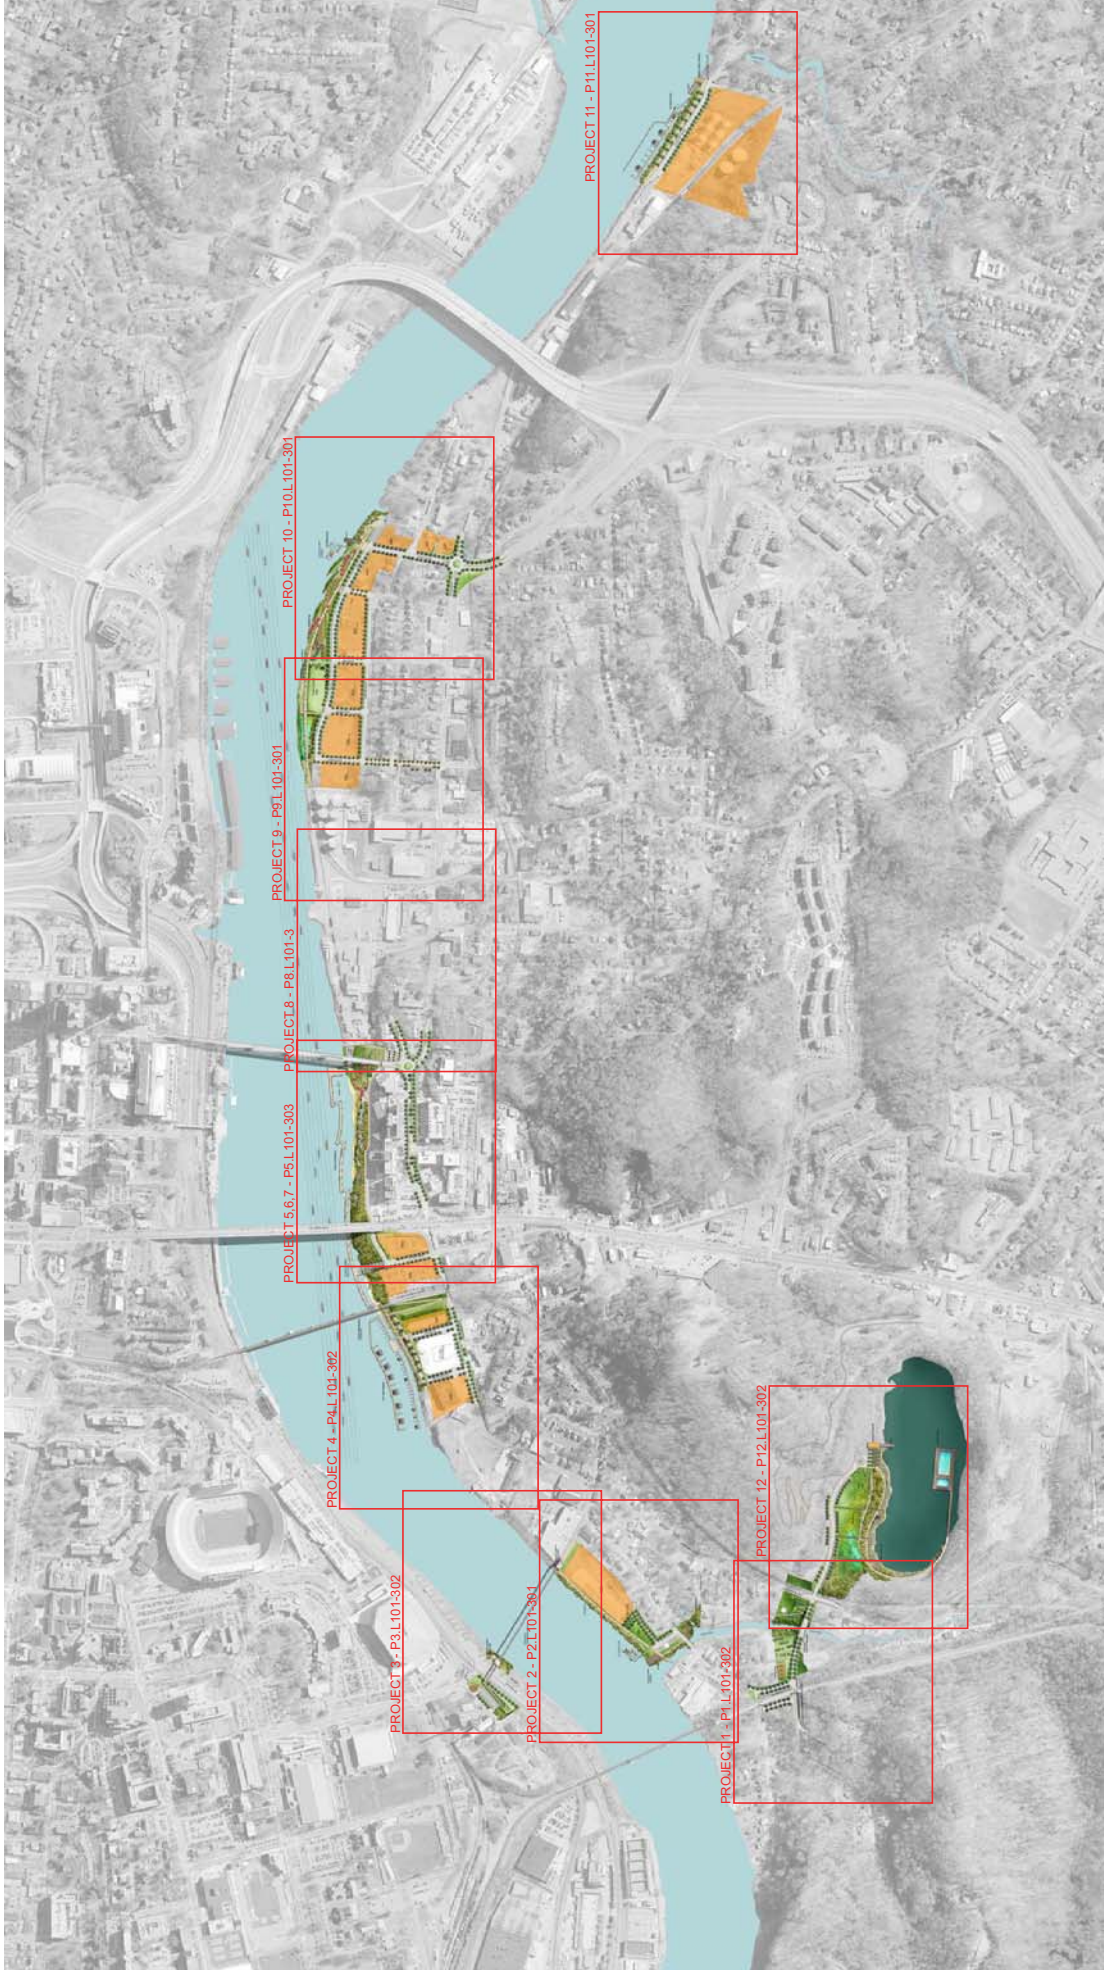 PROJECT 11 - P11.L101-301
PROJECT 10 - P10.L101-301
PROJECT 9 - P9.L101-301
PROJECT 8 - P8.L101-3
PROJECT 5,6,7 - P5.L101-303
PROJECT 4 - P4.L101-302
PROJECT 3 - P3.L101-302
PROJECT 2 - P2.L101-301
PROJECT 1 - P1.L101-302
PROJECT 12 - P12.L101-302